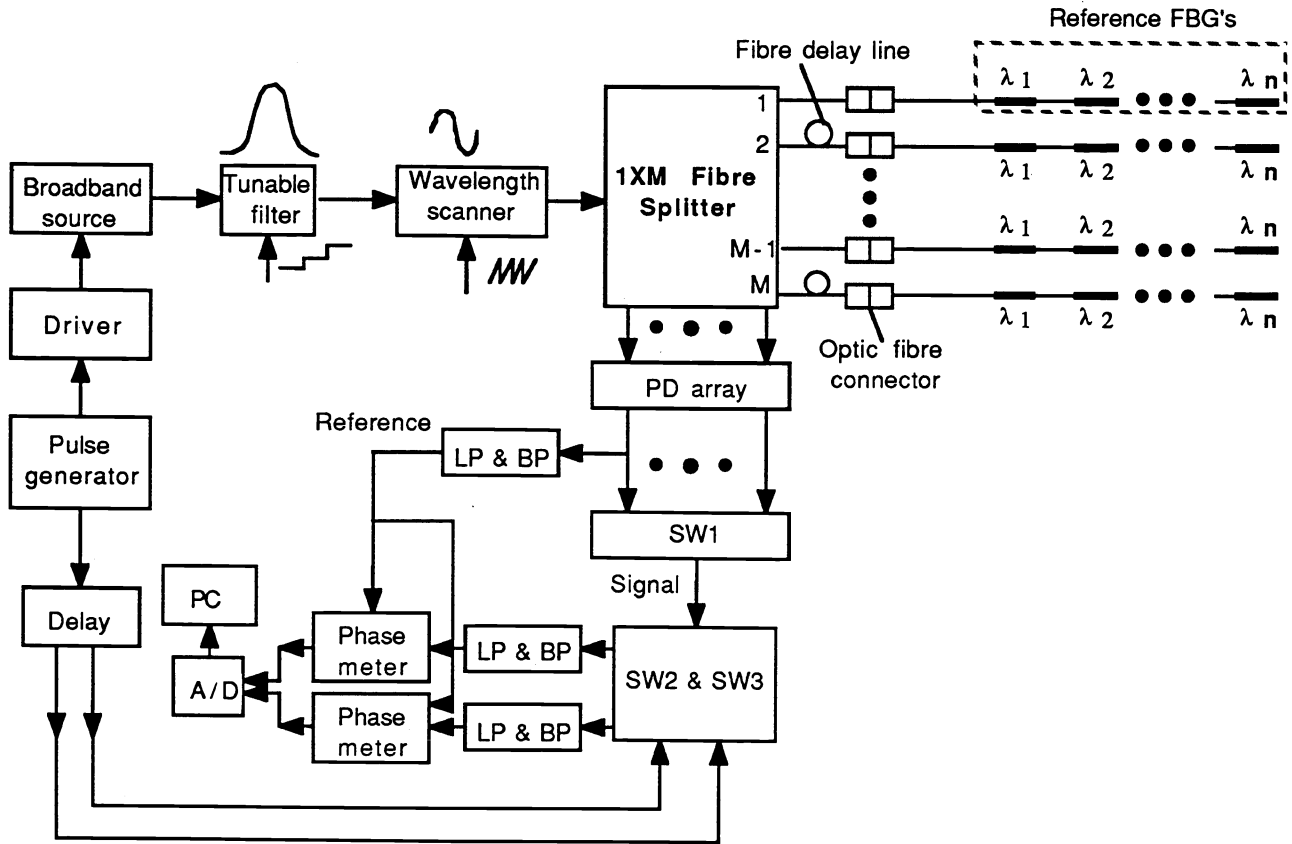 Reference FBG's
Fibre delay line
λ 1 λ 2 λ n
1
2
λ 1 λ 2 λ n
Broadband
source
Tunable
filter
Wavelength
scanner
1XM Fibre
Splitter
M-1
M
λ 1 λ 2 λ n
λ 1 λ 2 λ n
Driver
Optic fibre
connector
PD array
Reference
LP & BP
Pulse
generator
SW1
Signal
PC
Delay
Phase
meter
LP & BP
SW2 & SW3
A/D
Phase
meter
LP & BP